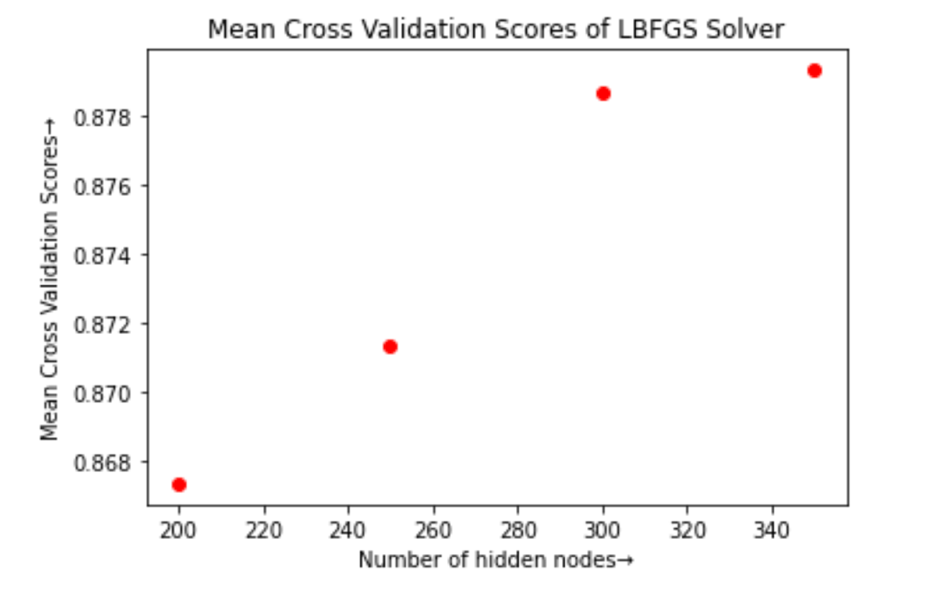 Mean Cross Validation Scores of LBFGS Solver
Mean Cross Validation Scores→
0.878
0.876
0.874
0.872
0.870
0.868
200 220 240 260 280 300 320 340
Number of hidden nodes→